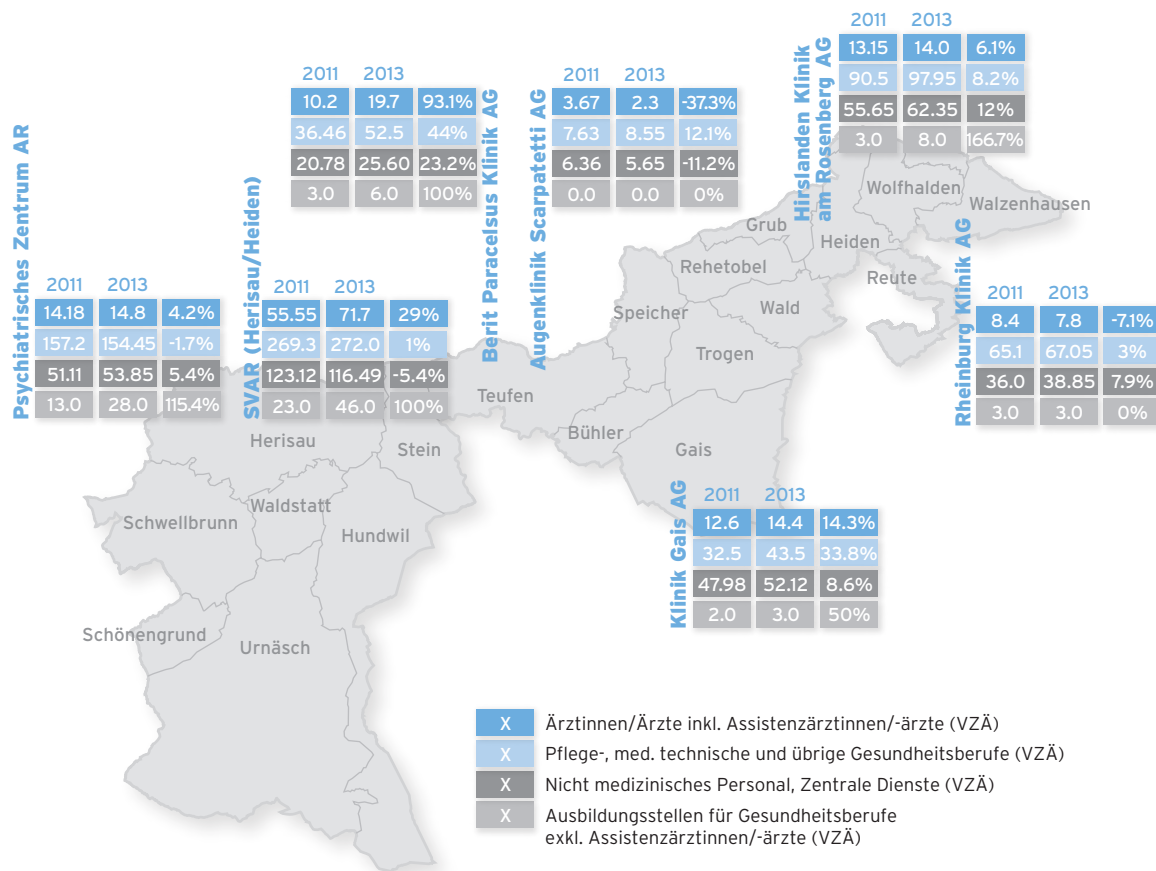 Psychiatrisches Zentrum AR
2011 2013
14.18 14.8 4.2%
157.2 154.45 -1.7%
51.11 53.85 5.4%
13.0 28.0 115.4%
SVAR (Herisau/Heiden)
2011 2013
55.55 71.7 29%
269.3 272.0 1%
123.12 116.49 -5.4%
23.0 46.0 100%
2011 2013
10.2 19.7 93.1%
36.46 52.5 44%
20.78 25.60 23.2%
3.0 6.0 100%
Berit Paracelsus Klinik AG
Augenklinik Scarpatetti AG
2011 2013
3.67 2.3 -37.3%
7.63 8.55 12.1%
6.36 5.65 -11.2%
0.0 0.0 0%
Hirslanden Klinik
am Rosenberg AG
2011 2013
13.15 14.0 6.1%
90.5 97.95 8.2%
55.65 62.35 12%
3.0 8.0 166.7%
Rheinburg Klinik AG
2011 2013
8.4 7.8 -7.1%
65.1 67.05 3%
36.0 38.85 7.9%
3.0 3.0 0%
Klinik Gais AG
2011 2013
12.6 14.4 14.3%
32.5 43.5 33.8%
47.98 52.12 8.6%
2.0 3.0 50%
Wolfhalden
Walzenhausen
Grub
Heiden
Rehetobel
Reute
Speicher
Wald
Trogen
Teufen
Bühler
Gais
Herisau
Stein
Waldstatt
Schwellbrunn
Hundwil
Schönengrund
Urnäsch
X Ärztinnen/Ärzte inkl. Assistenzärztinnen/-ärzte (VZÄ)
X Pflege-, med. technische und übrige Gesundheitsberufe (VZÄ)
X Nicht medizinisches Personal, Zentrale Dienste (VZÄ)
X Ausbildungsstellen für Gesundheitsberufe
exkl. Assistenzärztinnen/-ärzte (VZÄ)